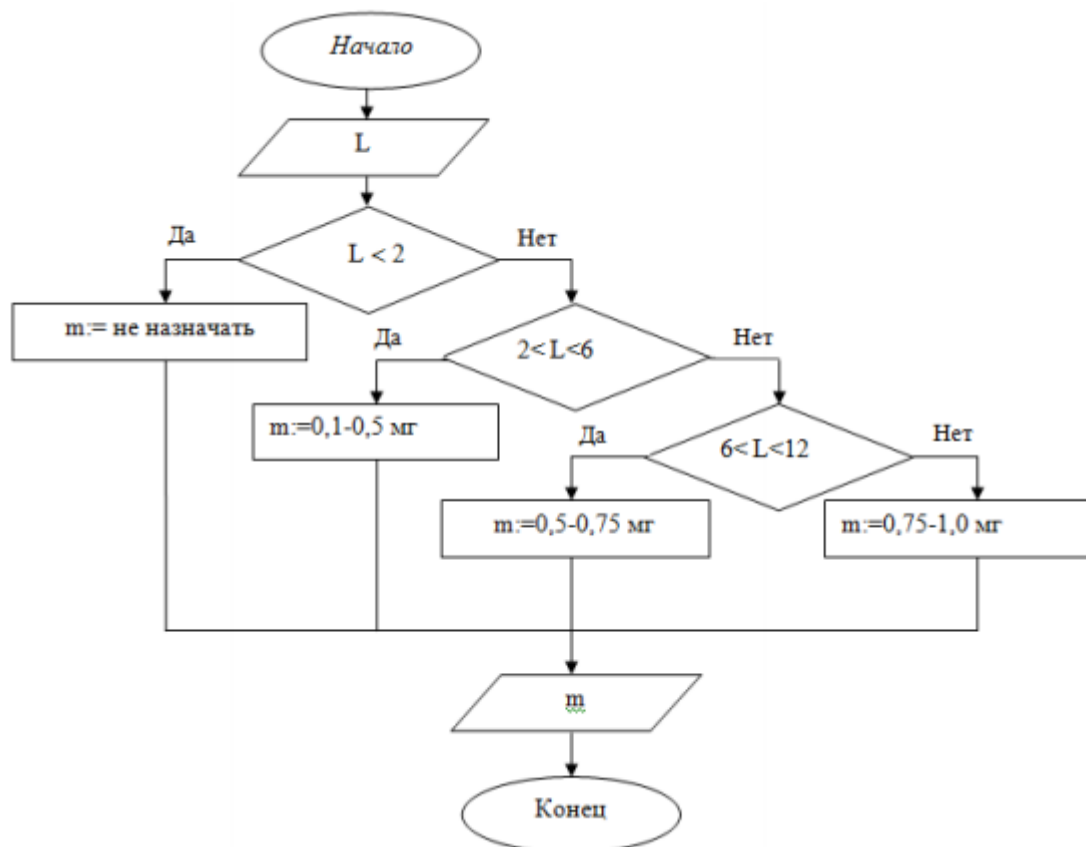 Начало
L
Да
L < 2
Нет
m:= не назначать
Да
2< L<6
Нет
m:=0,1-0,5 мг
Да
6< L<12
Нет
m:=0,5-0,75 мг
m:=0,75-1,0 мг
m
Конец